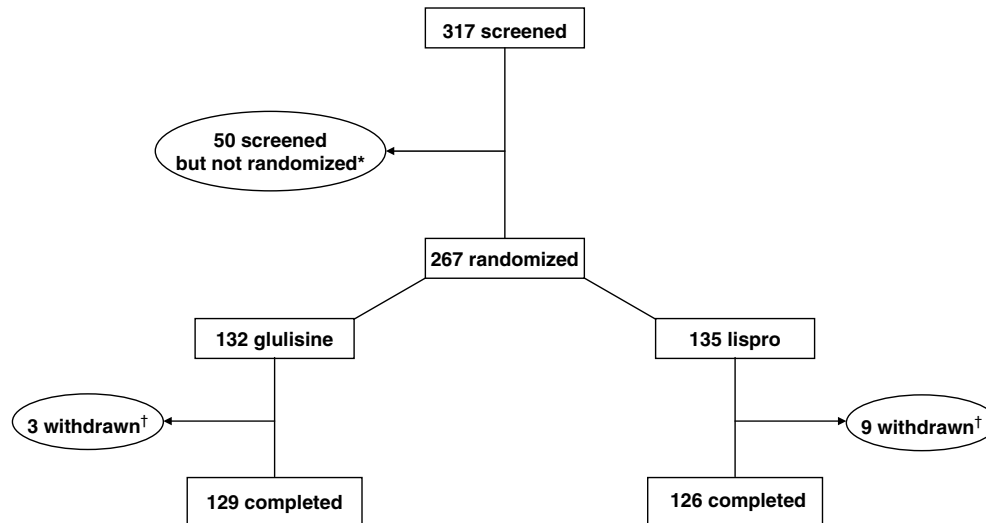 317 screened
50 screened
but not randomized*
267 randomized
132 glulisine
135 lispro
3 withdrawn†
9 withdrawn†
129 completed
126 completed